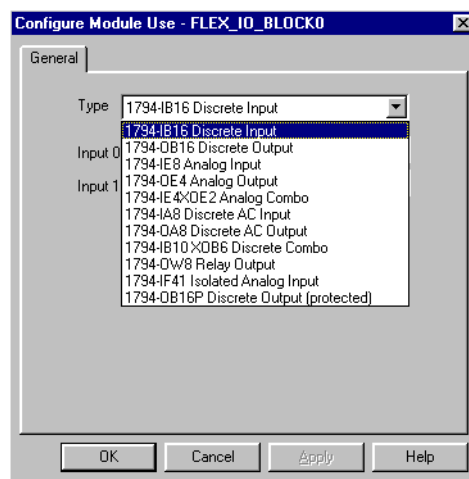 Configure Module Use - FLEX_IO_BLOCK0
General
Type 1794-IB16 Discrete Input
1794-IB16 Discrete Input
1794-OB16 Discrete Output
1794-IE8 Analog Input
1794-OE4 Analog Output
1794-IE4XOE2 Analog Combo
1794-IA8 Discrete AC Input
1794-OA8 Discrete AC Output
1794-IB10XOB6 Discrete Combo
1794-OW8 Relay Output
1794-IF4I Isolated Analog Input
1794-OB16P Discrete Output (protected)
Input 0
Input 1
OK Cancel Apply Help